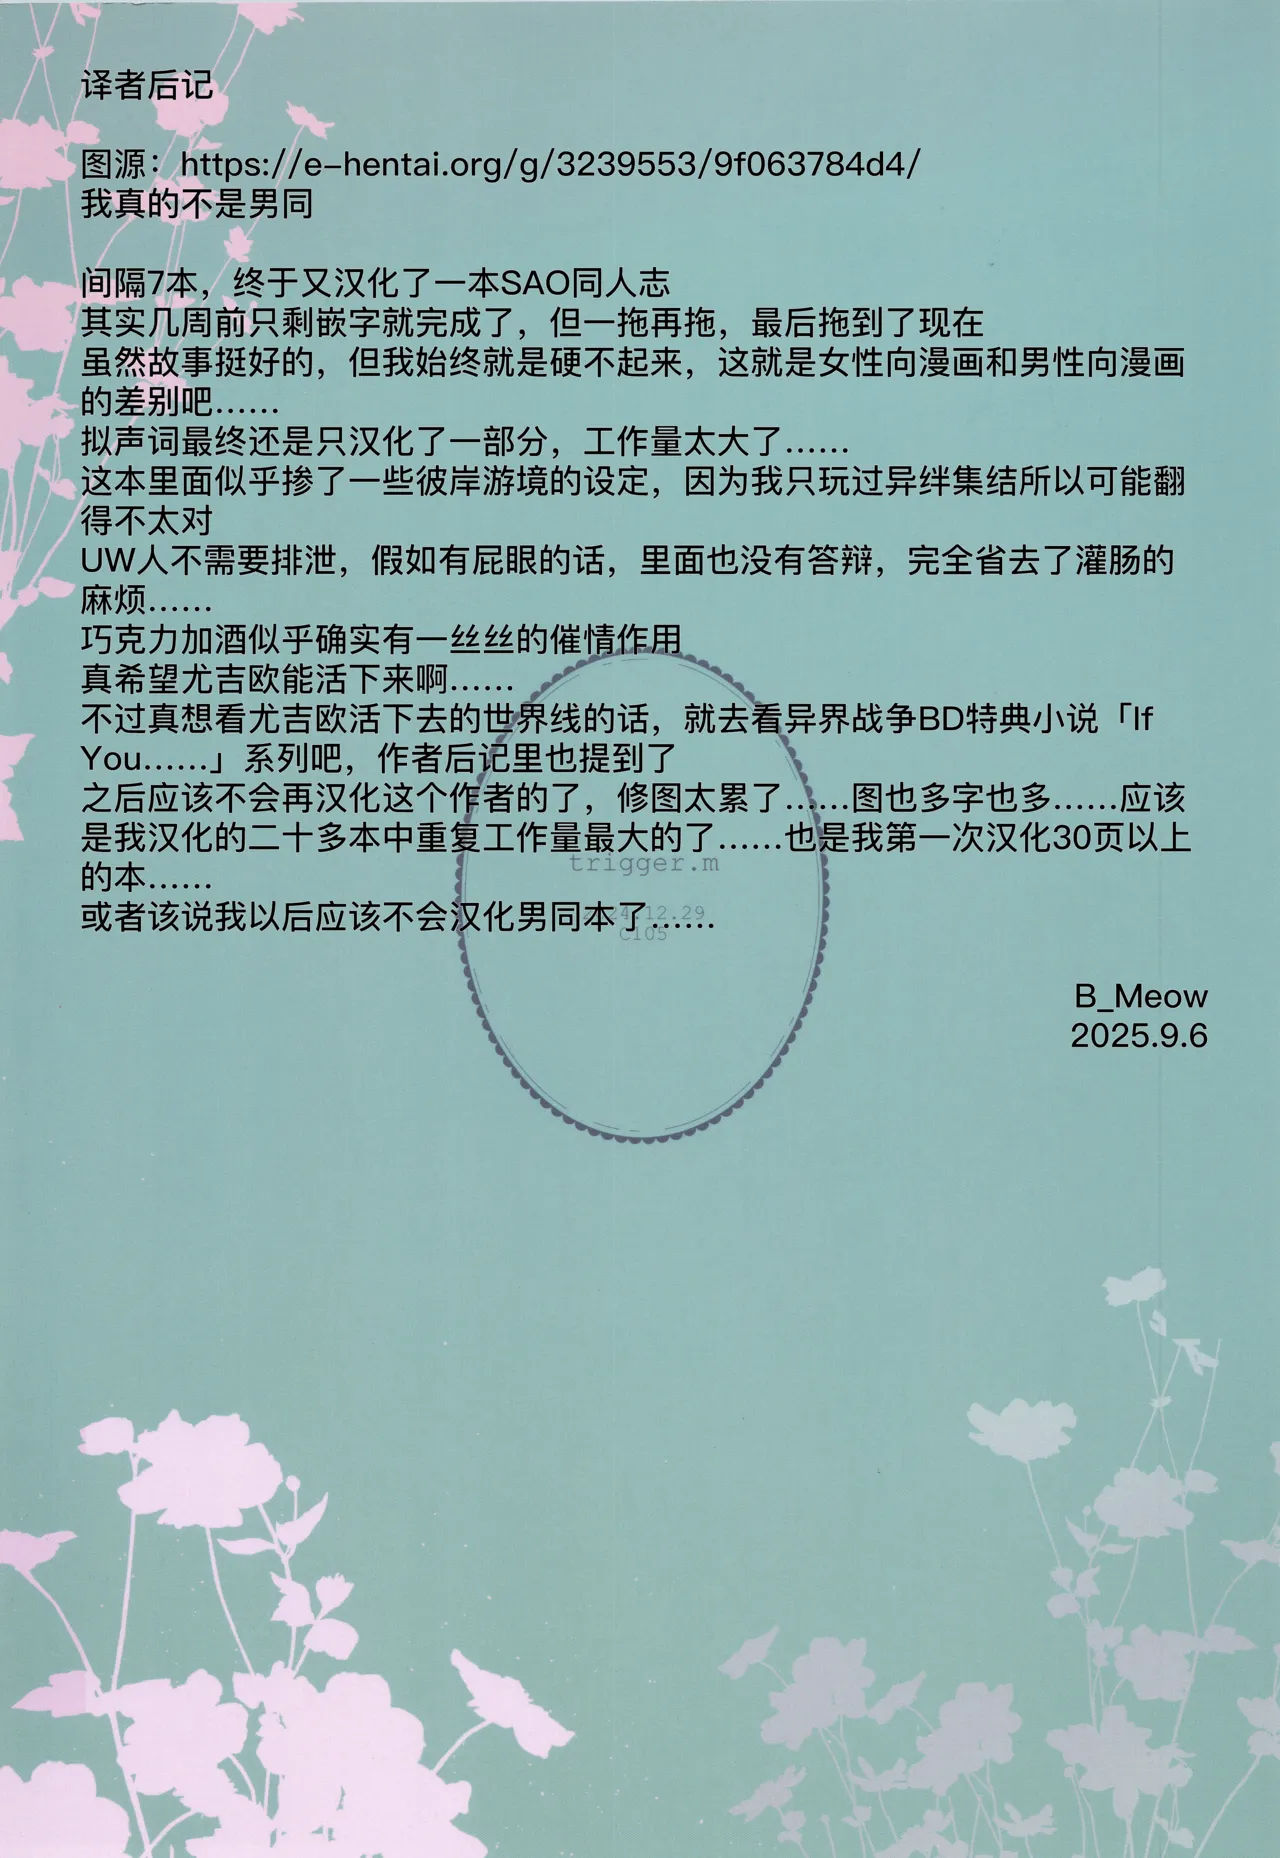 译者后记
图源：https://e-hentai.org/g/3239553/9f063784d4/
我真的不是男同
间隔7本，终于又汉化了一本SAO同人志
其实几周前只剩嵌字就完成了，但一拖再拖，最后拖到了现在
虽然故事挺好的，但我始终就是硬不起来，这就是女性向漫画和男性向漫画
的差别吧……
拟声词最终还是只汉化了一部分，工作量太大了……
这本里面似乎掺了一些彼岸游境的设定，因为我只玩过异绊集结所以可能翻
得不太对
UW人不需要排泄，假如有屁眼的话，里面也没有答辩，完全省去了灌肠的
麻烦……
巧克力加酒似乎确实有一丝丝的催情作用
真希望尤吉欧能活下来啊……
不过真想看尤吉欧活下去的世界线的话，就去看异界战争BD特典小说「If
You……」系列吧，作者后记里也提到了
之后应该不会再汉化这个作者的了，修图太累了……图也多字也多……应该
是我汉化的二十多本中重复工作量最大的了……也是我第一次汉化30页以上
的本……
trigger.m
或者该说我以后应该不会汉化男同本了……
2024.12.29
C105
B_Meow
2025.9.6